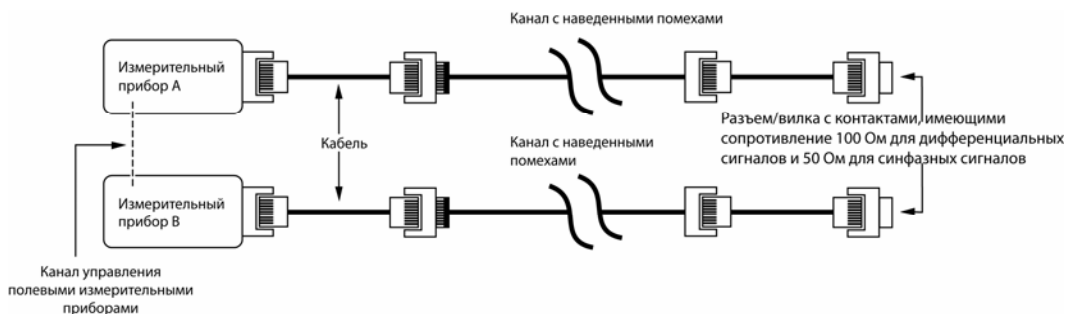 Канал с наведенными помехами
Измерительный
прибор А
Кабель
Канал с наведенными
помехами
Разъем/вилка с контактами, имеющими
сопротивление 100 Ом для дифференциальных
сигналов и 50 Ом для синфазных сигналов
Измерительный
прибор В
Канал управления
полевыми измерительными
приборами